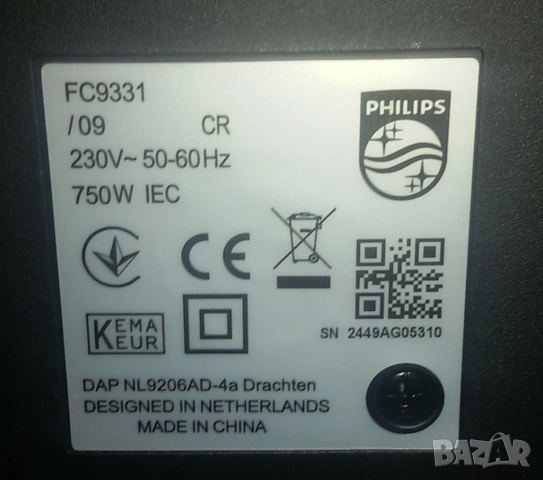 FC9331
/09 CR
230V~ 50-60Hz
750W IEC
PHILIPS
CE
SN 2449AG05310
KEMA
KEUR
DAP NL9206AD-4a Drachten
DESIGNED IN NETHERLANDS
MADE IN CHINA
BAZAR